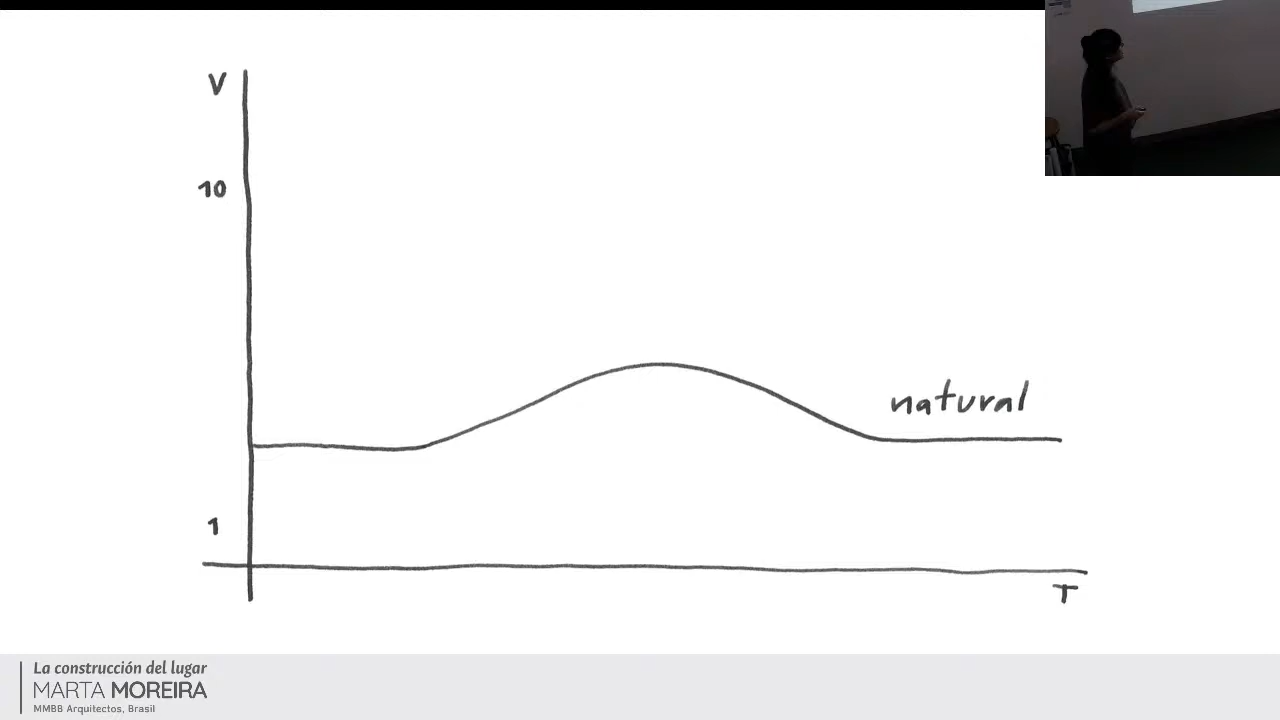 V
10
natural
1
T
La construcción del lugar
MARTA MOREIRA
MMBB Arquitectos, Brasil